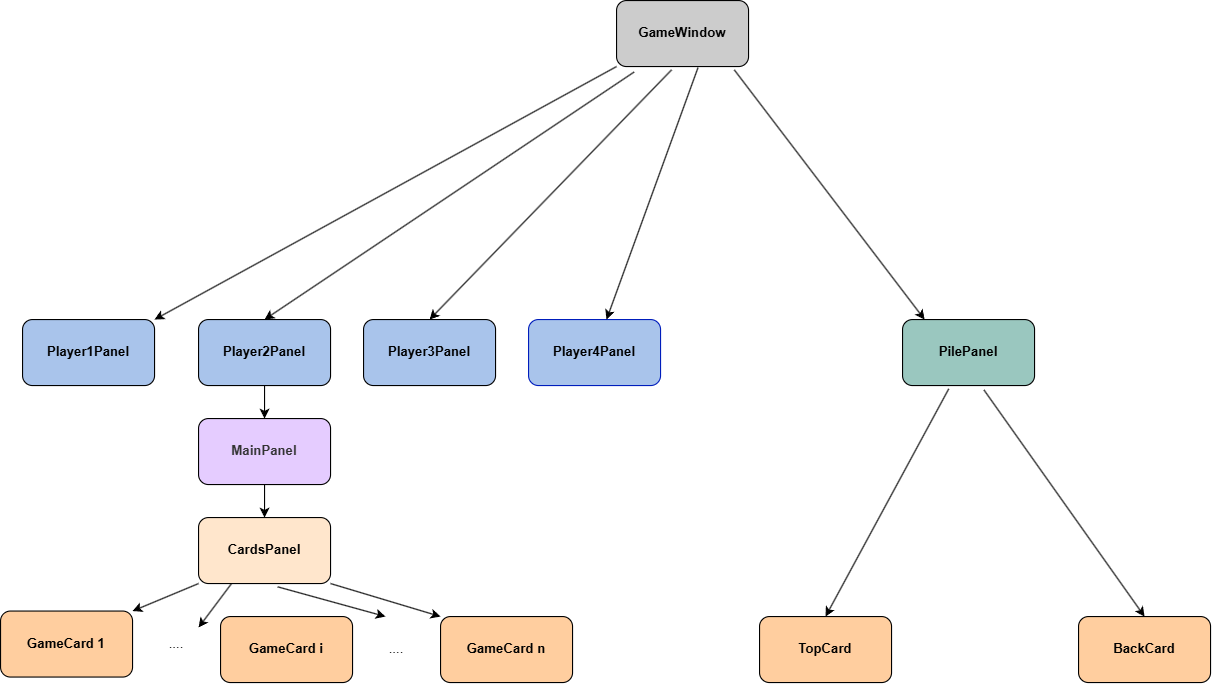 GameWindow
Player1Panel
Player2Panel
Player3Panel
Player4Panel
PilePanel
MainPanel
CardsPanel
GameCard 1
....
GameCard i
....
GameCard n
TopCard
BackCard